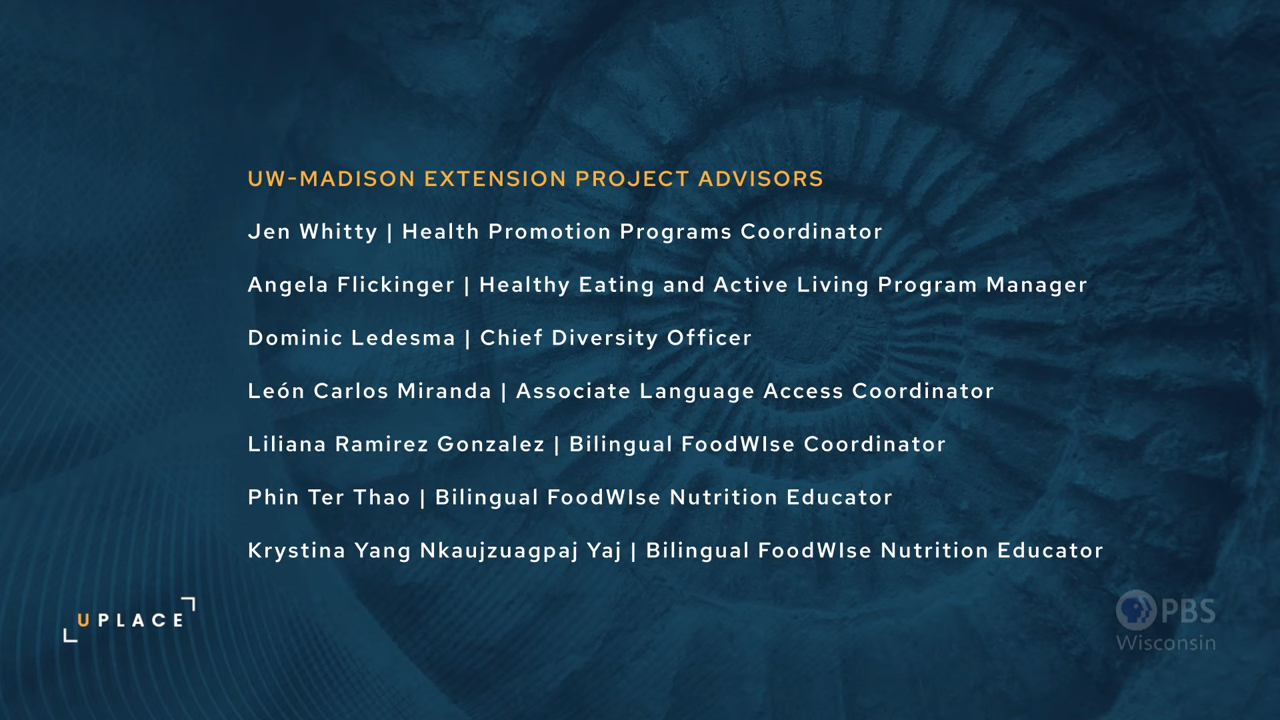 UW-MADISON EXTENSION PROJECT ADVISORS
Jen Whitty | Health Promotion Programs Coordinator
Angela Flickinger | Healthy Eating and Active Living Program Manager
Dominic Ledesma | Chief Diversity Officer
León Carlos Miranda | Associate Language Access Coordinator
Liliana Ramirez Gonzalez | Bilingual FoodWIse Coordinator
Phin Ter Thao | Bilingual FoodWIse Nutrition Educator
Krystina Yang Nkaujzuagpaj Yaj | Bilingual FoodWIse Nutrition Educator
UPLACE
PBS
Wisconsin